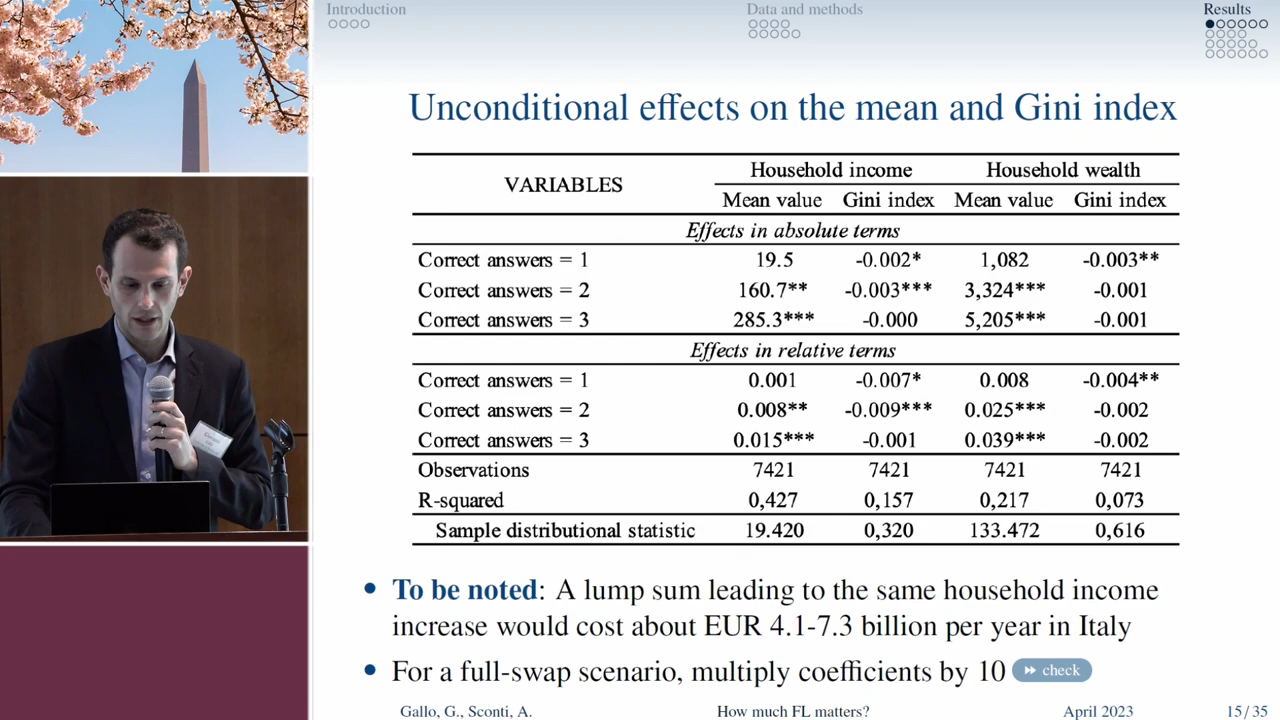 Introduction
Data and methods
Results
Unconditional effects on the mean and Gini index
VARIABLES Household income Household wealth
Mean value Gini index Mean value Gini index
Effects in absolute terms
Correct answers = 1 19.5 -0.002* 1,082 -0.003**
Correct answers = 2 160.7** -0.003*** 3,324*** -0.001
Correct answers = 3 285.3*** -0.000 5,205*** -0.001
Effects in relative terms
Correct answers = 1 0.001 -0.007* 0.008 -0.004**
Correct answers = 2 0.008** -0.009*** 0.025*** -0.002
Correct answers = 3 0.015*** -0.001 0.039*** -0.002
Observations 7421 7421 7421 7421
R-squared 0,427 0,157 0,217 0,073
Sample distributional statistic 19.420 0,320 133.472 0,616
• To be noted: A lump sum leading to the same household income
increase would cost about EUR 4.1-7.3 billion per year in Italy
• For a full-swap scenario, multiply coefficients by 10 check
Gallo, G., Sconti, A. How much FL matters? April 2023 15/35